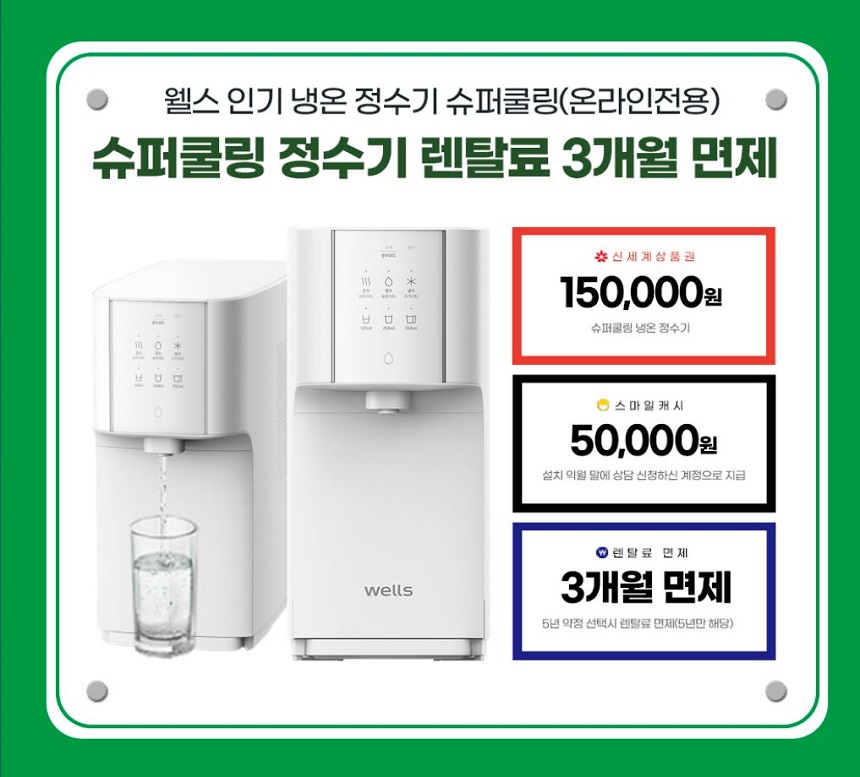 웰스 인기 냉온 정수기 슈퍼쿨링(온라인전용)
슈퍼쿨링 정수기 렌탈료 3개월 면제
신세계상품권
150,000원
슈퍼쿨링 냉온 정수기
스마일캐시
50,000원
설치 익월 말에 상담 신청하신 계정으로 지급
렌탈료 면제
3개월 면제
5년 약정 선택시 렌탈료 면제(5년만 해당)
wells